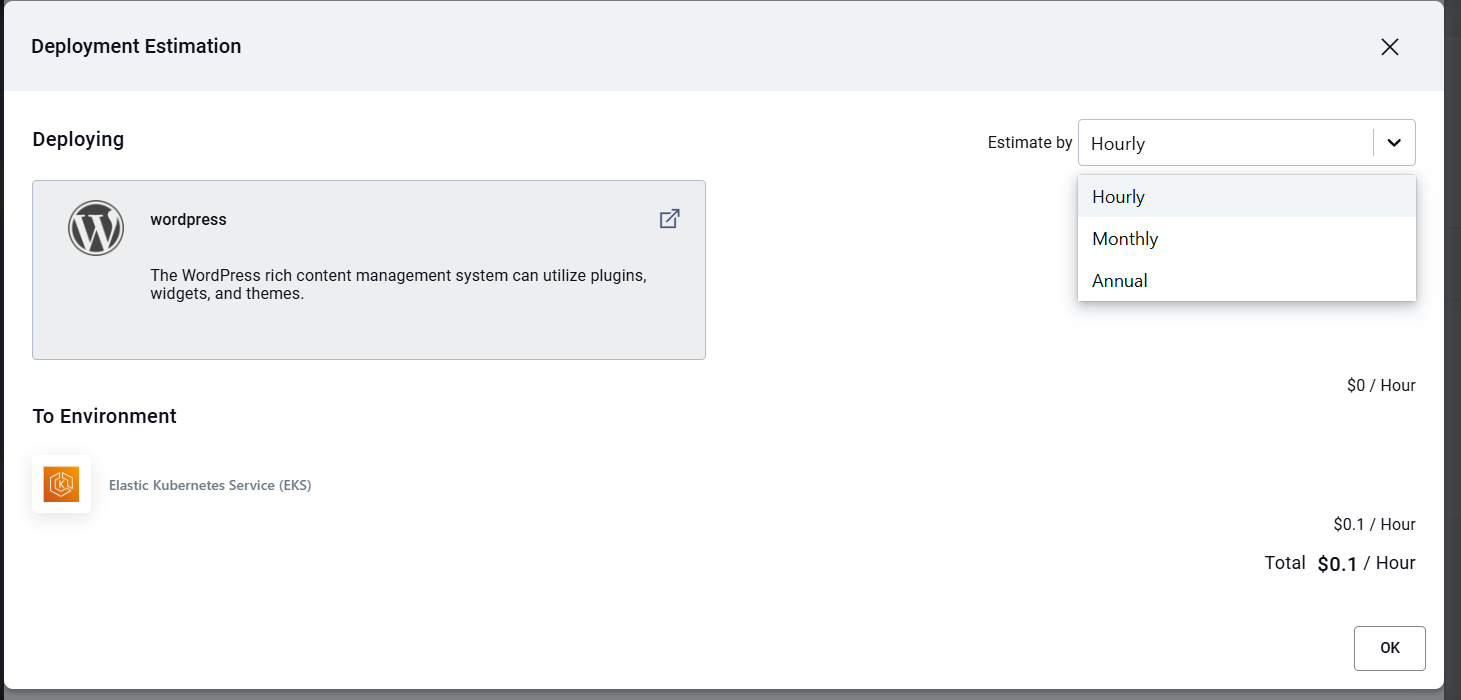 Deployment Estimation
Deploying
Estimate by
Hourly
Hourly
Monthly
Annual
wordpress
The WordPress rich content management system can utilize plugins,
widgets, and themes.
$0 / Hour
To Environment
Elastic Kubernetes Service (EKS)
$0.1 / Hour
Total $0.1 / Hour
OK